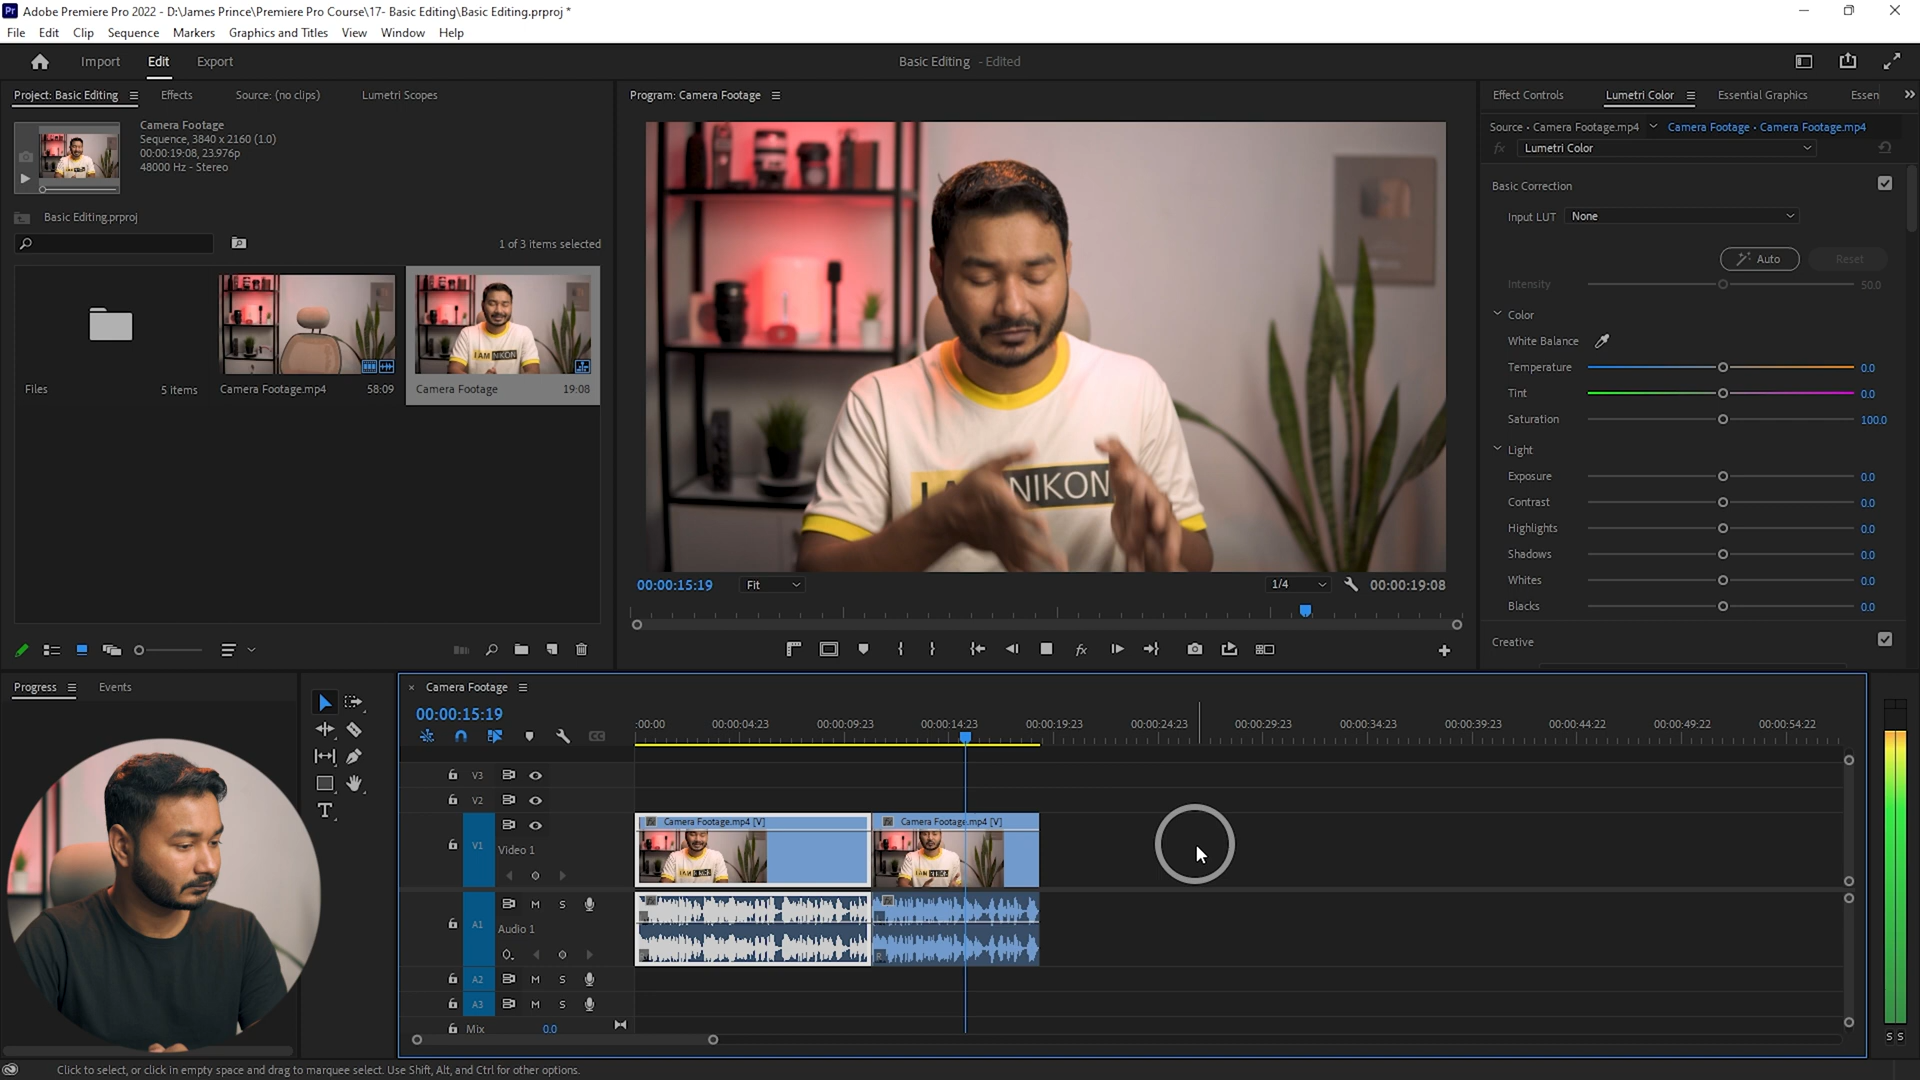 Adobe Premiere Pro 2022 - D:\James Prince\Premiere Pro Course\17- Basic Editing\Basic Editing.prproj *
File Edit Clip Sequence Markers Graphics and Titles View Window Help
Import Edit Export
Basic Editing - Edited
Project: Basic Editing Effects Source: (no clips) Lumetri Scopes
Camera Footage
Sequence, 3840 x 2160 (1.0)
00:00:19:08, 23.976p
48000 Hz - Stereo
Basic Editing.prproj
1 of 3 items selected
Files 5 items
Camera Footage.mp4 58:09
Camera Footage 19:08
Program: Camera Footage
NIKON
00:00:15:19 Fit 1/4 00:00:19:08
Effect Controls Lumetri Color Essential Graphics Essen
Source • Camera Footage.mp4 Camera Footage • Camera Footage.mp4
fx Lumetri Color
Basic Correction
Input LUT None
Auto Reset
Intensity 50.0
Color
White Balance
Temperature 0.0
Tint 0.0
Saturation 100.0
Light
Exposure 0.0
Contrast 0.0
Highlights 0.0
Shadows 0.0
Whites 0.0
Blacks 0.0
Creative
Progress Events
Camera Footage
00:00:15:19
:00:00 00:00:04:23 00:00:09:23 00:00:14:23 00:00:19:23 00:00:24:23 00:00:29:23 00:00:34:23 00:00:39:23 00:00:44:22 00:00:49:22 00:00:54:22
V3
V2
V1 Video 1
Camera Footage.mp4 [V] Camera Footage.mp4 [V]
A1 M S
Audio 1
A2 M S
A3 M S
Mix 0.0
S S
Click to select, or click in empty space and drag to marquee select. Use Shift, Alt, and Ctrl for other options.